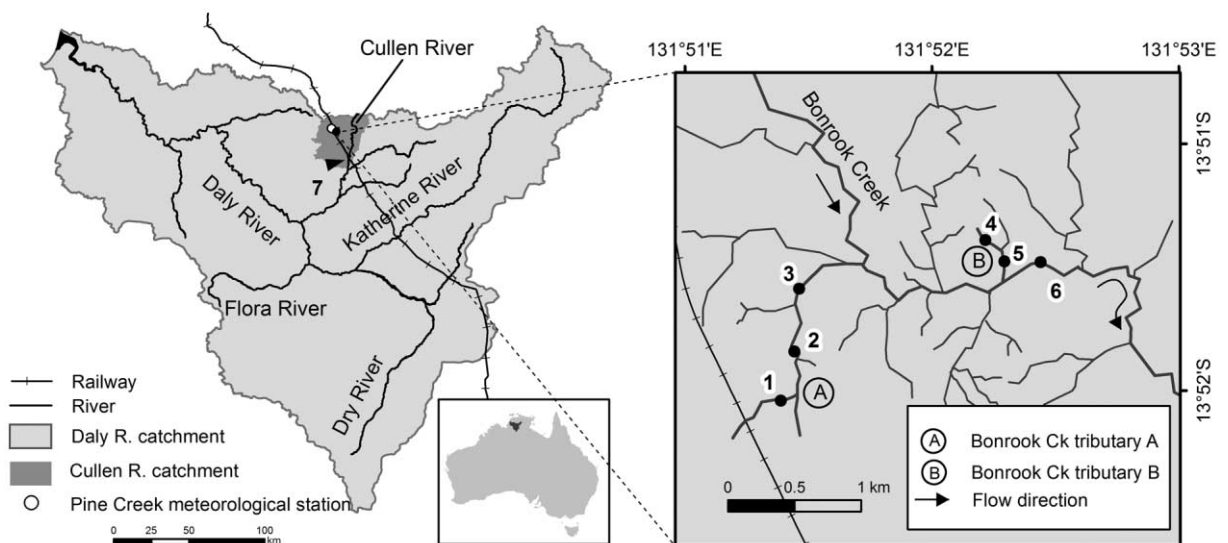 Cullen River
7
Daly River
Katherine River
Flora River
Dry River
Railway
River
Daly R. catchment
Cullen R. catchment
Pine Creek meteorological station
0 25 50 100
km
131°51'E 131°52'E 131°53'E
13°51'S
13°52'S
Bonrook Creek
4
B 5
3
6
2
1
A
0 0.5 1 km
A Bonrook Ck tributary A
B Bonrook Ck tributary B
Flow direction